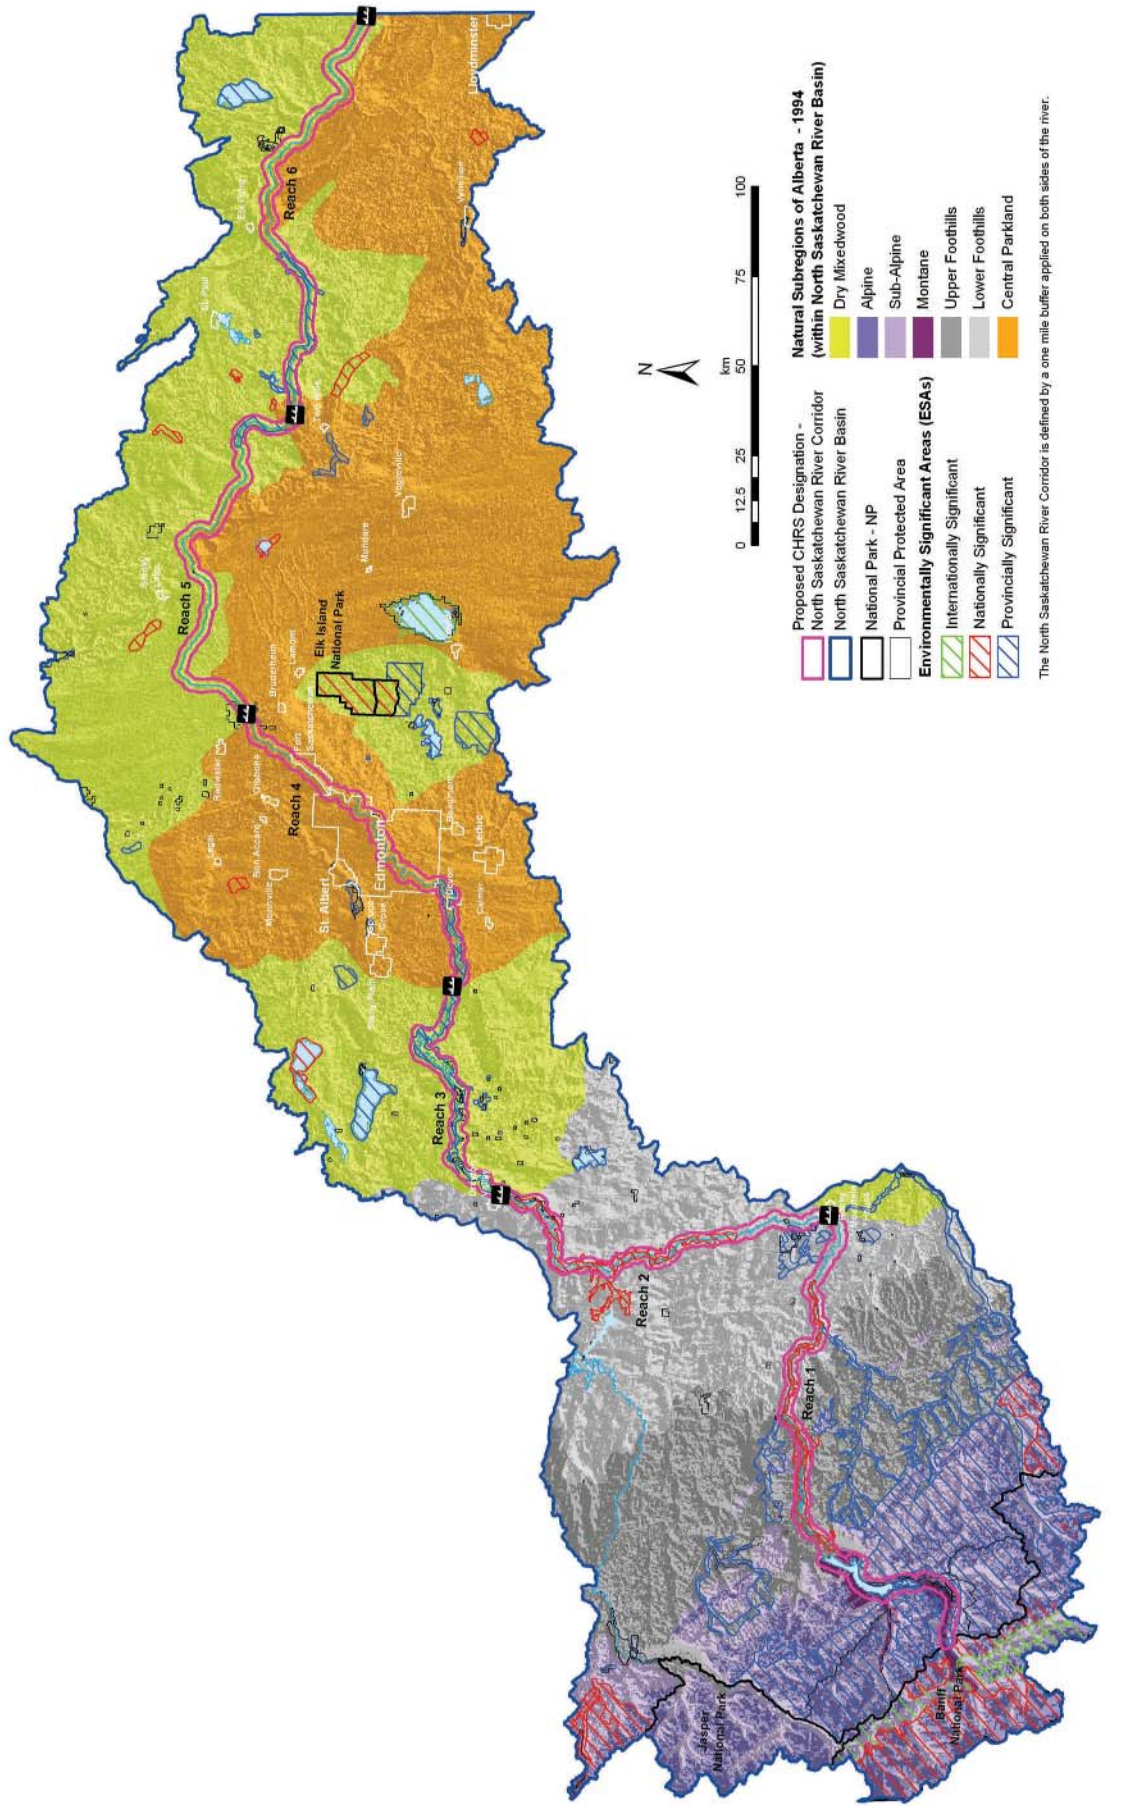 Lloydminster
Vermilion
Elk Point
Reach 6
St. Paul
Two Hills
Vegreville
Mundare
Smoky
Lake
Reach 5
Elk Island
National Park
Lamont
Bruderheim
Fort
Saskatchewan
Redwater
Gibbons
Reach 4
Bon Accord
Legal
Morinville
St. Albert
Edmonton
Beaumont
Leduc
Devon
Calmar
Spruce
Grove
Stony Plain
Reach 3
Reach 2
Reach 1
Jasper
National Park
Banff
National Park
N
km
0 12.5 25 50 75 100
Proposed CHRS Designation -
North Saskatchewan River Corridor
North Saskatchewan River Basin
National Park - NP
Provincial Protected Area
Environmentally Significant Areas (ESAs)
Internationally Significant
Nationally Significant
Provincially Significant
Natural Subregions of Alberta - 1994
(within North Saskatchewan River Basin)
Dry Mixedwood
Alpine
Sub-Alpine
Montane
Upper Foothills
Lower Foothills
Central Parkland
The North Saskatchewan River Corridor is defined by a one mile buffer applied on both sides of the river.